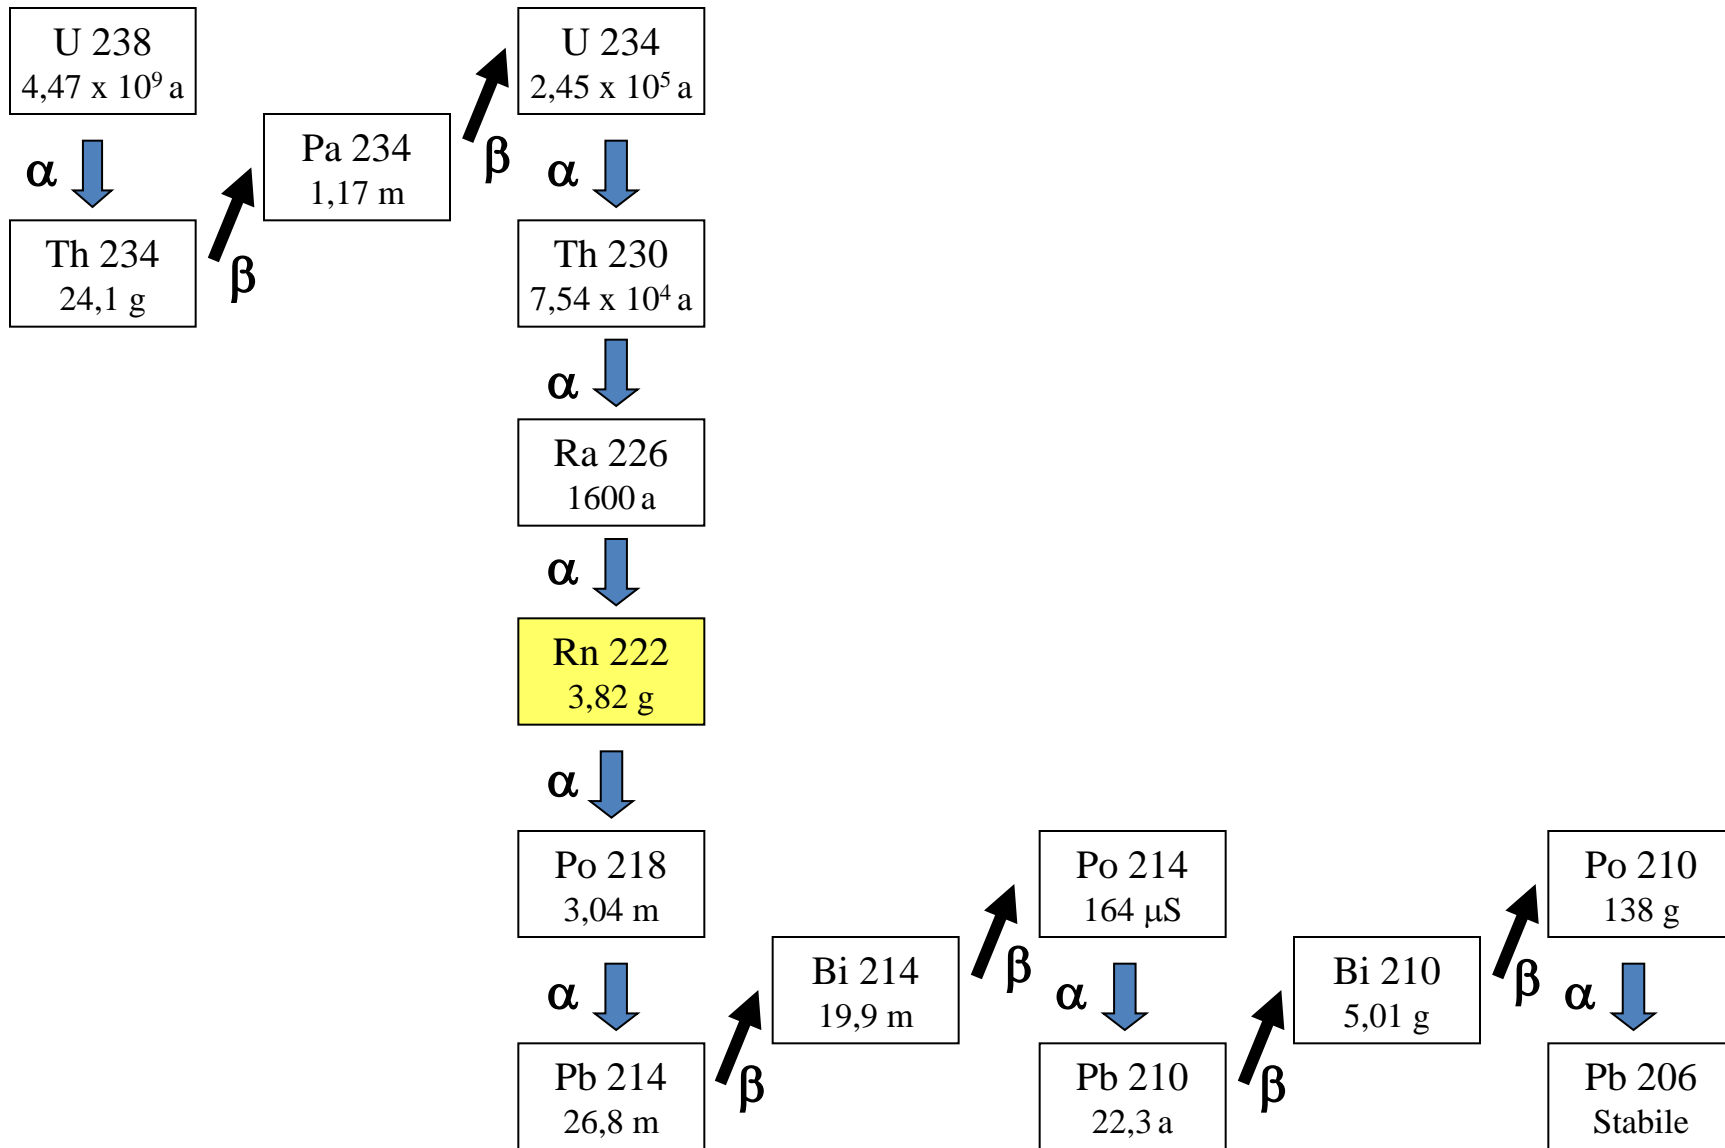 U 238
4,47 x 10⁹ a
α
Th 234
24,1 g
β
Pa 234
1,17 m
β
U 234
2,45 x 10⁵ a
α
Th 230
7,54 x 10⁴ a
α
Ra 226
1600 a
α
Rn 222
3,82 g
α
Po 218
3,04 m
α
Pb 214
26,8 m
β
Bi 214
19,9 m
β
Po 214
164 μS
α
Pb 210
22,3 a
β
Bi 210
5,01 g
β
Po 210
138 g
α
Pb 206
Stabile